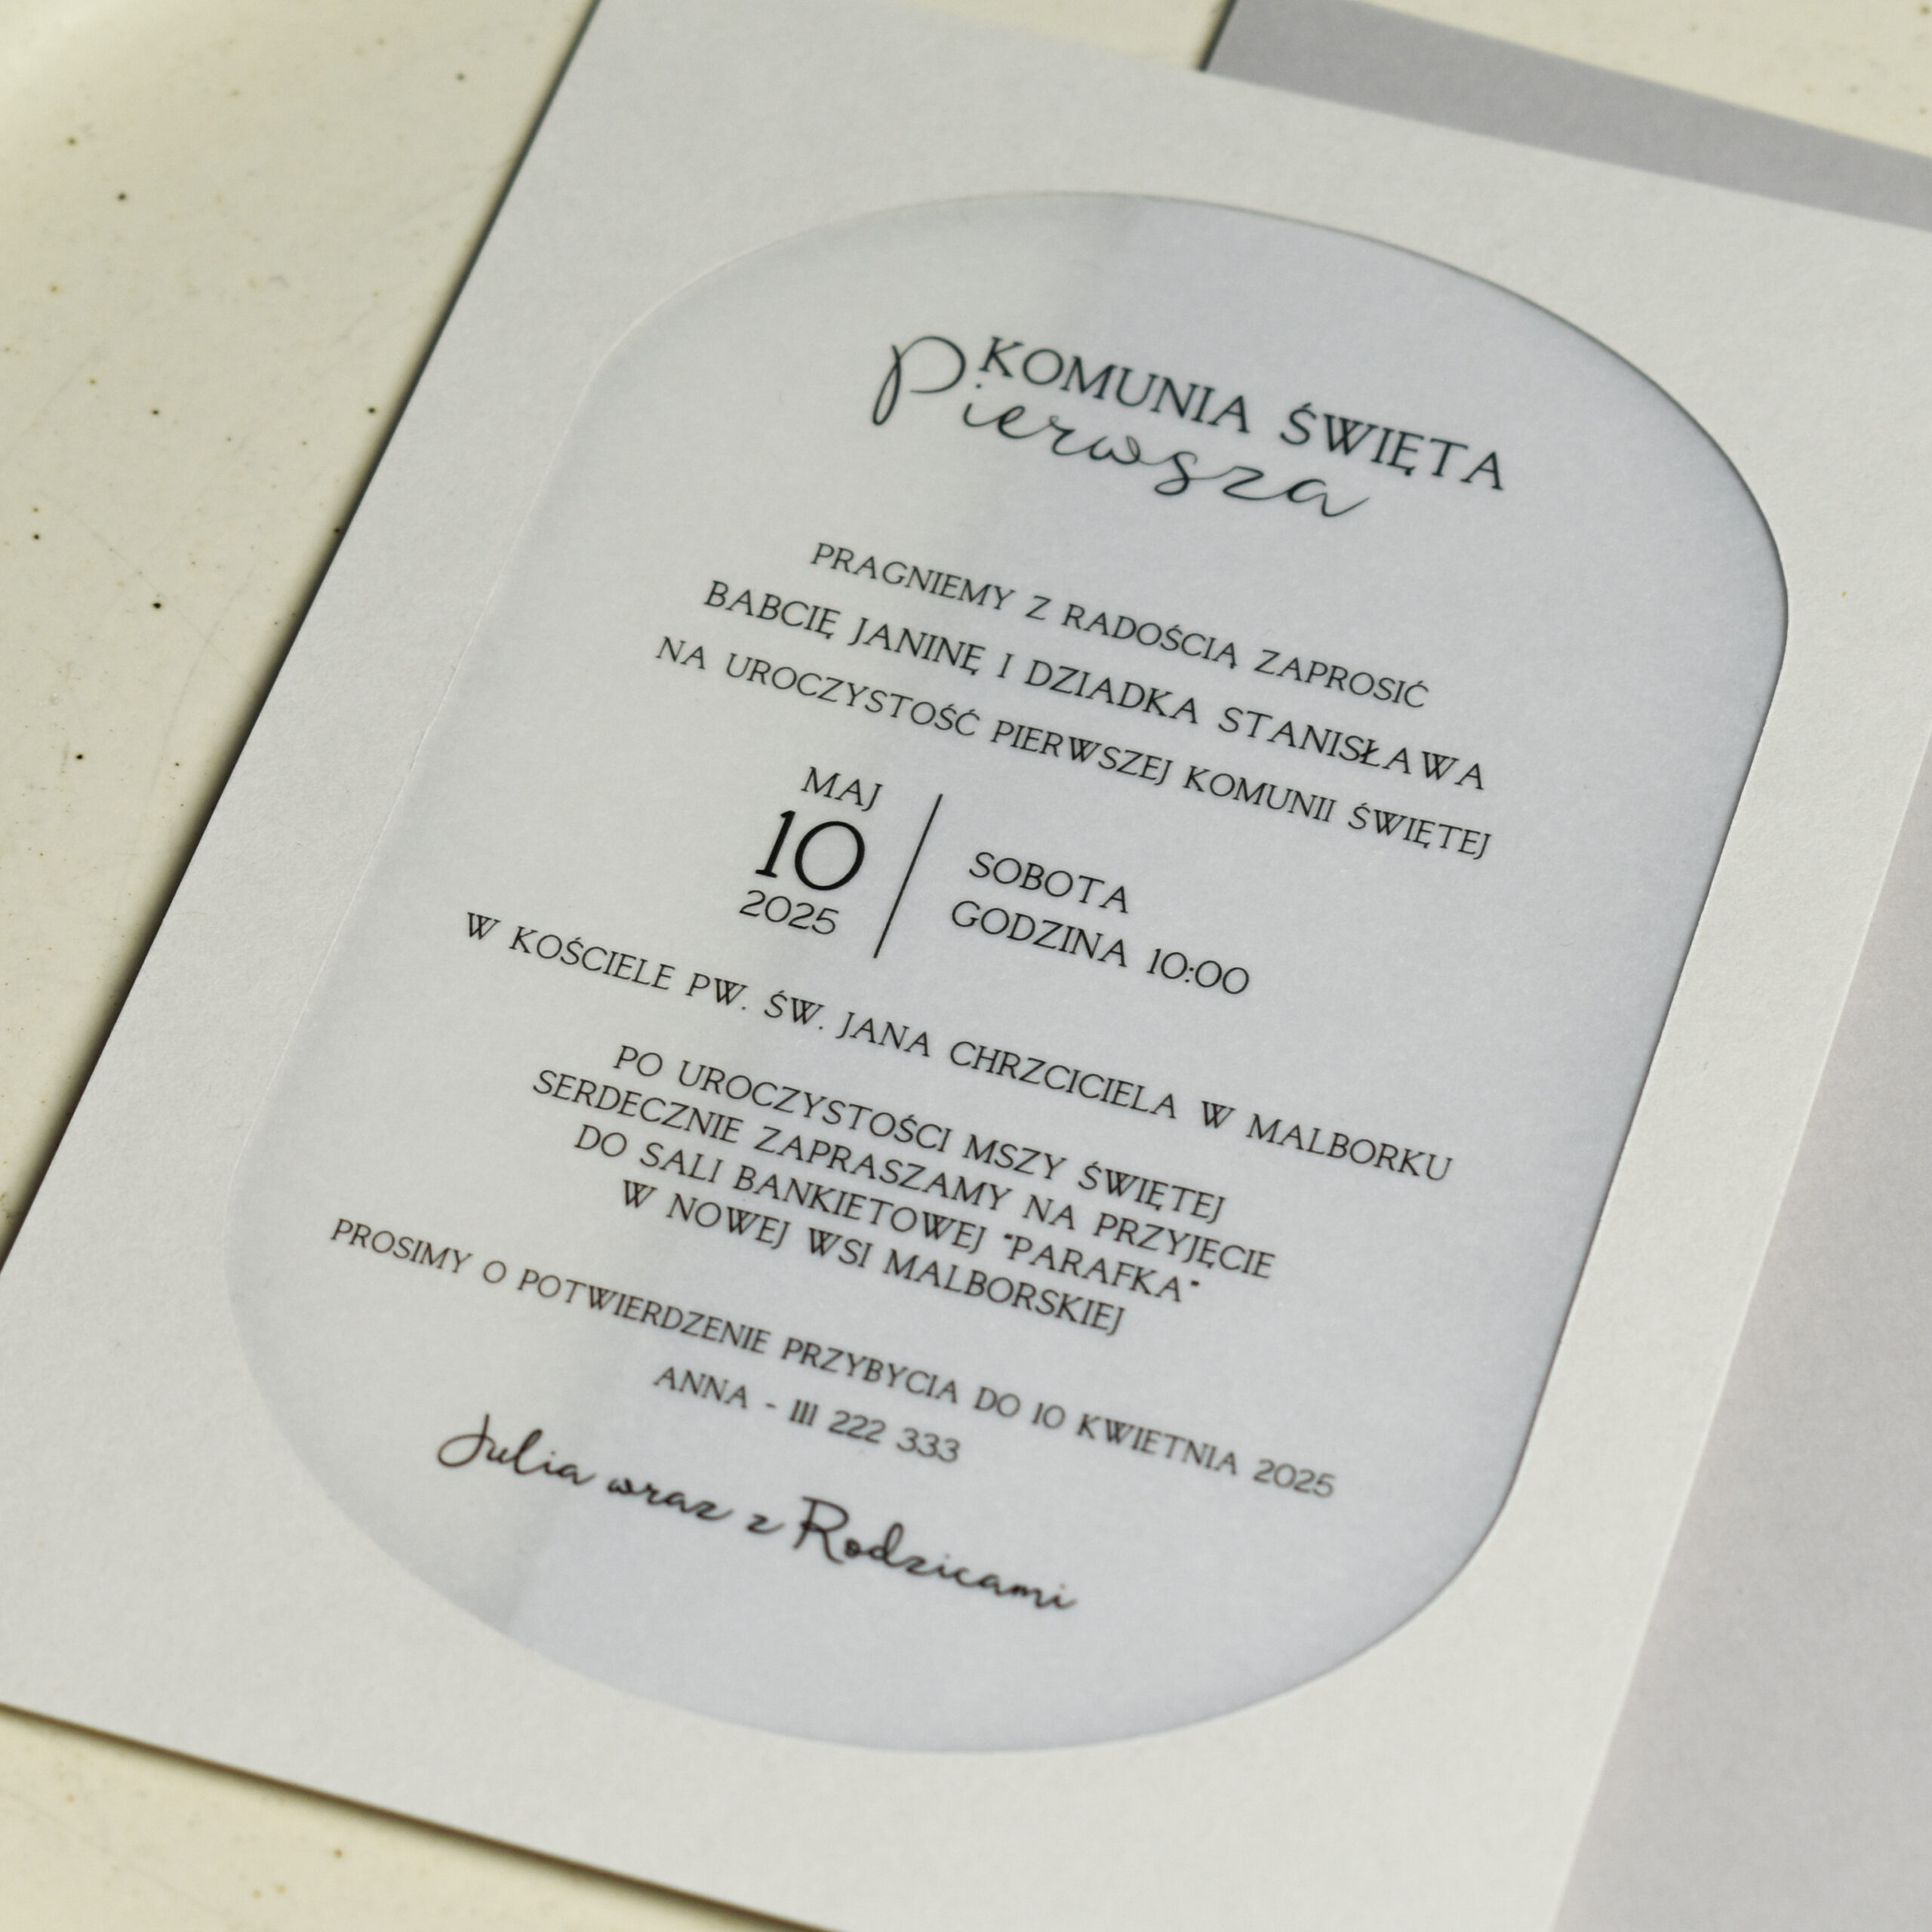 KOMUNIA ŚWIĘTA
Pierwsza
PRAGNIEMY Z RADOŚCIĄ ZAPROSIĆ
BABCIĘ JANINĘ I DZIADKA STANISŁAWA
NA UROCZYSTOŚĆ PIERWSZEJ KOMUNII ŚWIĘTEJ
MAJ
10
2025
SOBOTA
GODZINA 10:00
W KOŚCIELE PW. ŚW. JANA CHRZCICIELA W MALBORKU
PO UROCZYSTOŚCI MSZY ŚWIĘTEJ
SERDECZNIE ZAPRASZAMY NA PRZYJĘCIE
DO SALI BANKIETOWEJ "PARAFKA"
W NOWEJ WSI MALBORSKIEJ
PROSIMY O POTWIERDZENIE PRZYBYCIA DO 10 KWIETNIA 2025
ANNA - 111 222 333
Julia wraz z Rodzicami